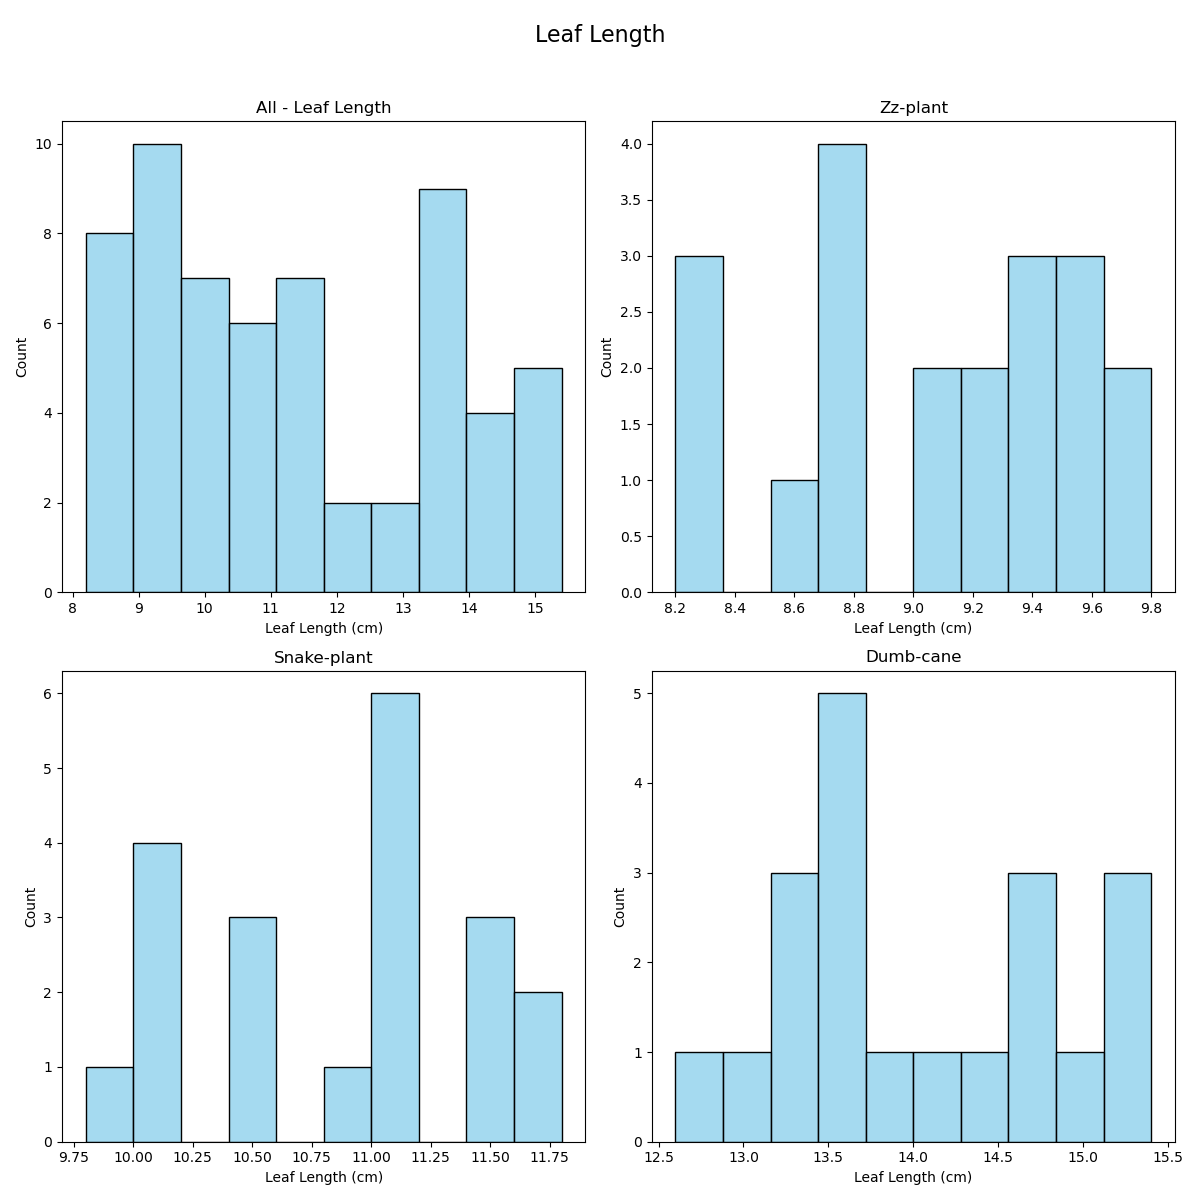 Leaf Length
All - Leaf Length
10
8
6
4
2
0
Count
8 9 10 11 12 13 14 15
Leaf Length (cm)
Zz-plant
4.0
3.5
3.0
2.5
2.0
1.5
1.0
0.5
0.0
Count
8.2 8.4 8.6 8.8 9.0 9.2 9.4 9.6 9.8
Leaf Length (cm)
Snake-plant
6
5
4
3
2
1
0
Count
9.75 10.00 10.25 10.50 10.75 11.00 11.25 11.50 11.75
Leaf Length (cm)
Dumb-cane
5
4
3
2
1
0
Count
12.5 13.0 13.5 14.0 14.5 15.0 15.5
Leaf Length (cm)